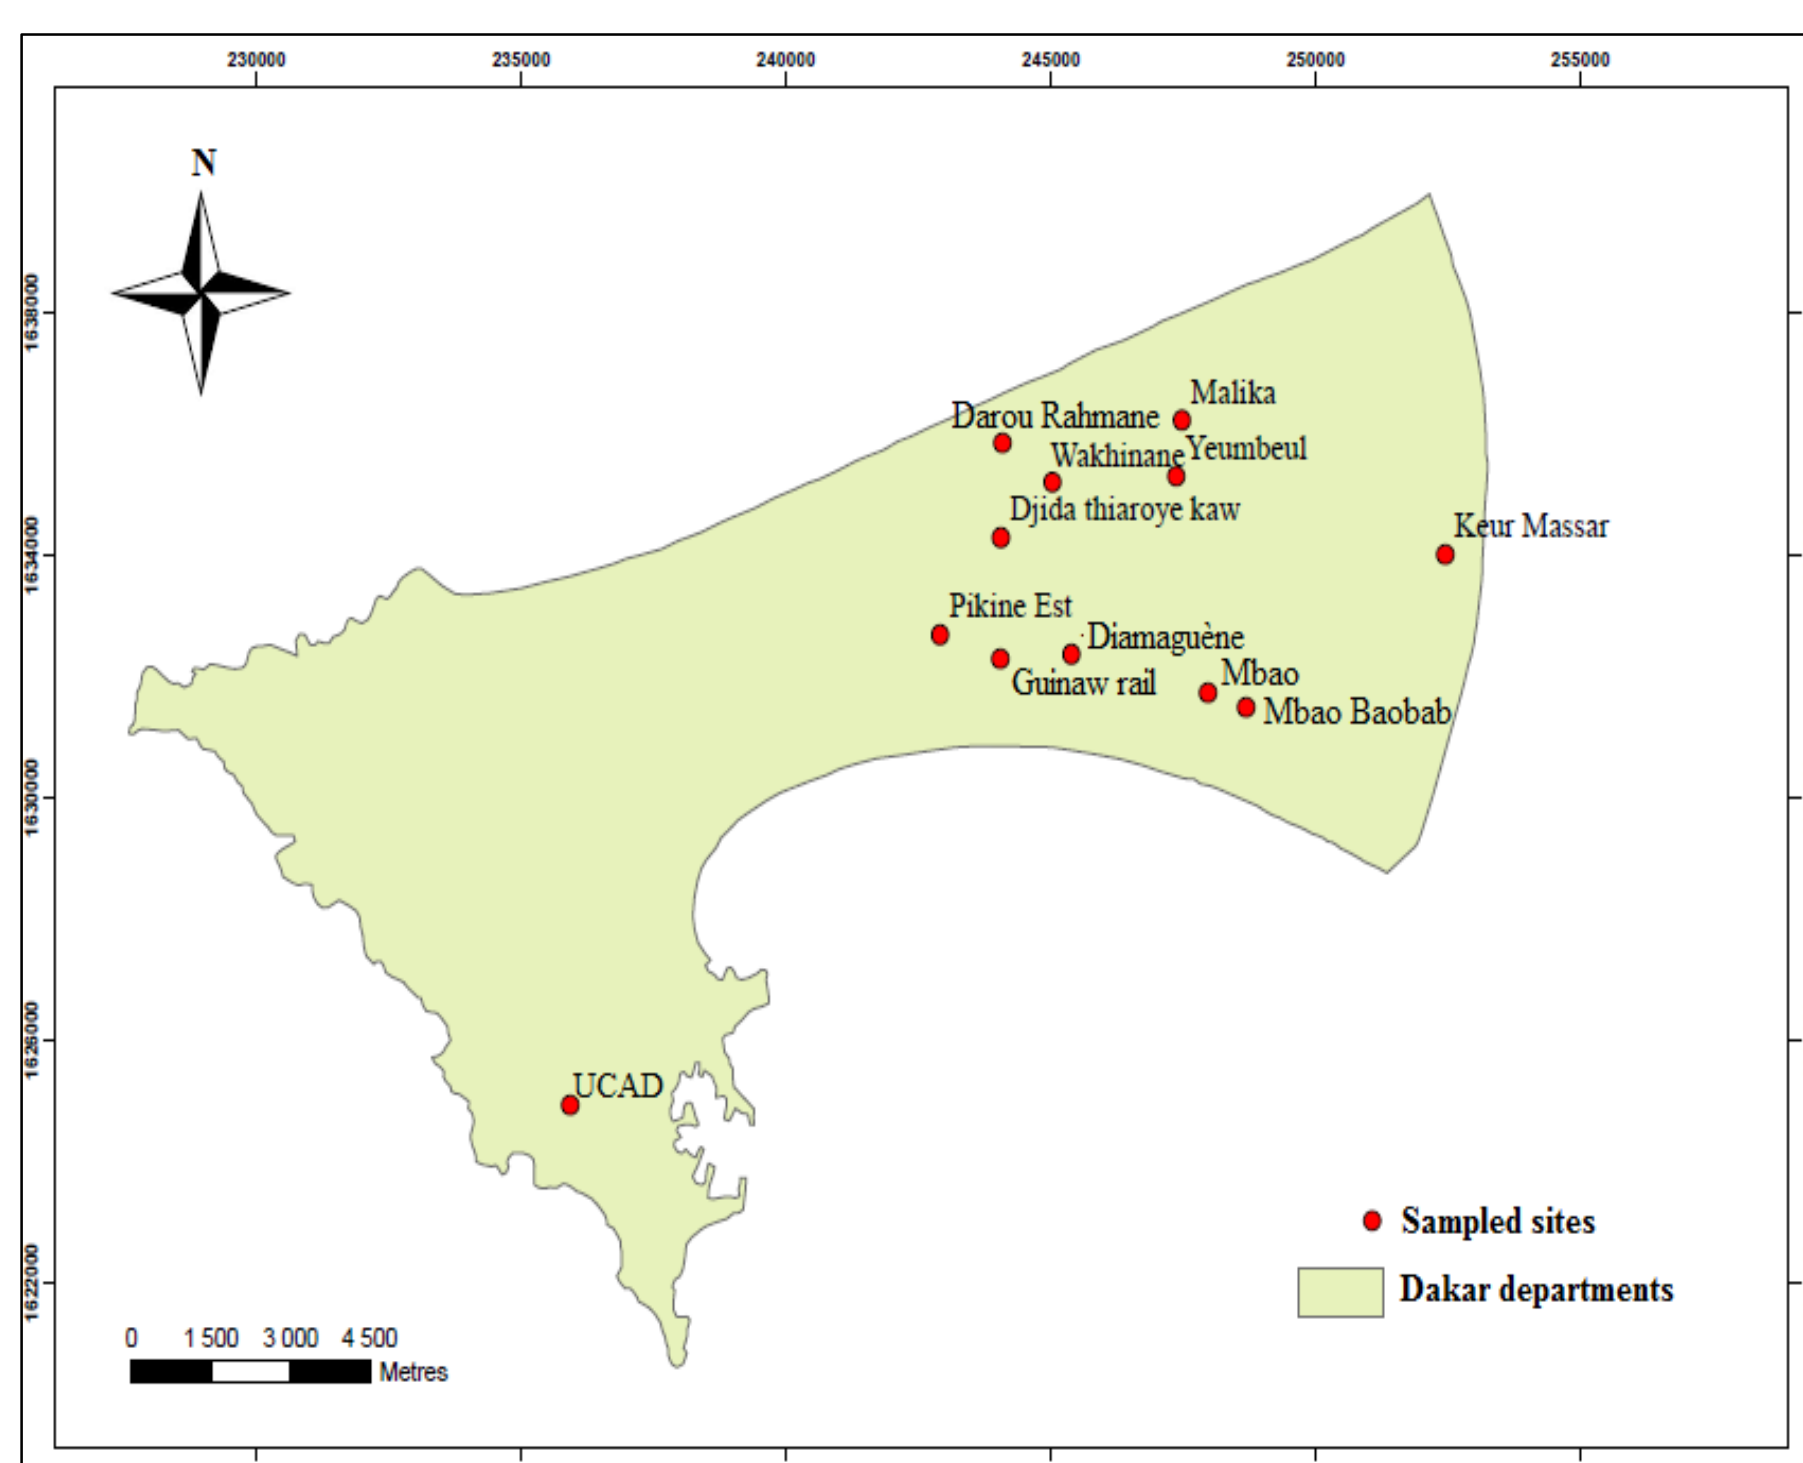 230000 235000 240000 245000 250000 255000
N
1638000
1634000
1630000
1626000
1622000
Malika
Darou Rahmane
Yeumbeul
Wakhinane
Djida thiaroye kaw
Keur Massar
Pikine Est
Diamaguène
Guinaw rail
Mbao
Mbao Baobab
UCAD
Sampled sites
Dakar departments
0 1 500 3 000 4 500
Metres